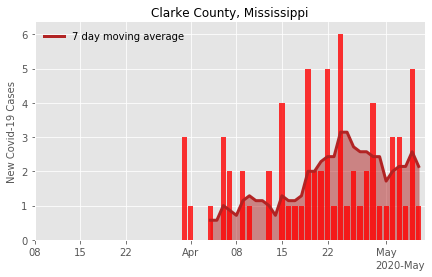 Clarke County, Mississippi
7 day moving average
New Covid-19 Cases
6
5
4
3
2
1
0
08 15 22 Apr 08 15 22 May
2020-May